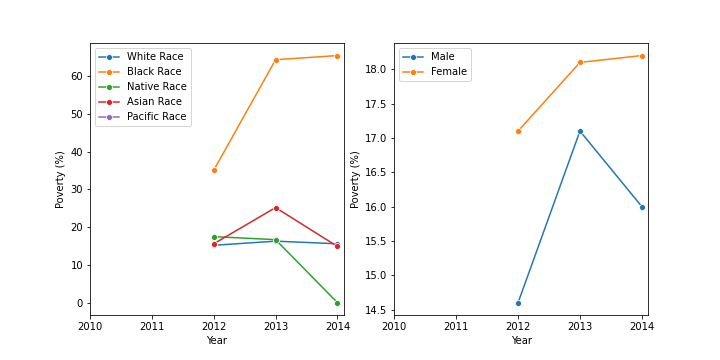 White Race
Black Race
Native Race
Asian Race
Pacific Race
Poverty (%)
60
50
40
30
20
10
0
2010 2011 2012 2013 2014
Year
Male
Female
Poverty (%)
18.0
17.5
17.0
16.5
16.0
15.5
15.0
14.5
2010 2011 2012 2013 2014
Year